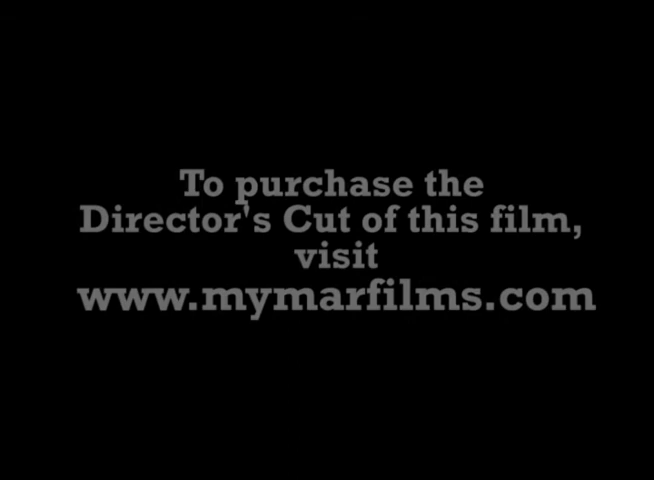 To purchase the
Director's Cut of this film,
visit
www.mymarfilms.com